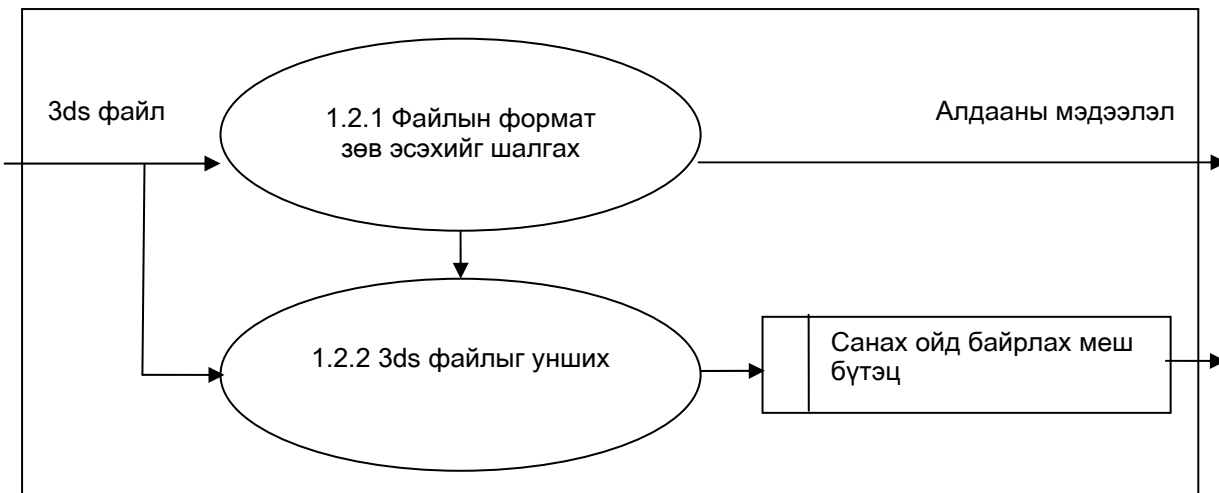 3ds файл
1.2.1 Файлын формат
зөв эсэхийг шалгах
Алдааны мэдээлэл
1.2.2 3ds файлыг унших
Санах ойд байрлах меш
бүтэц